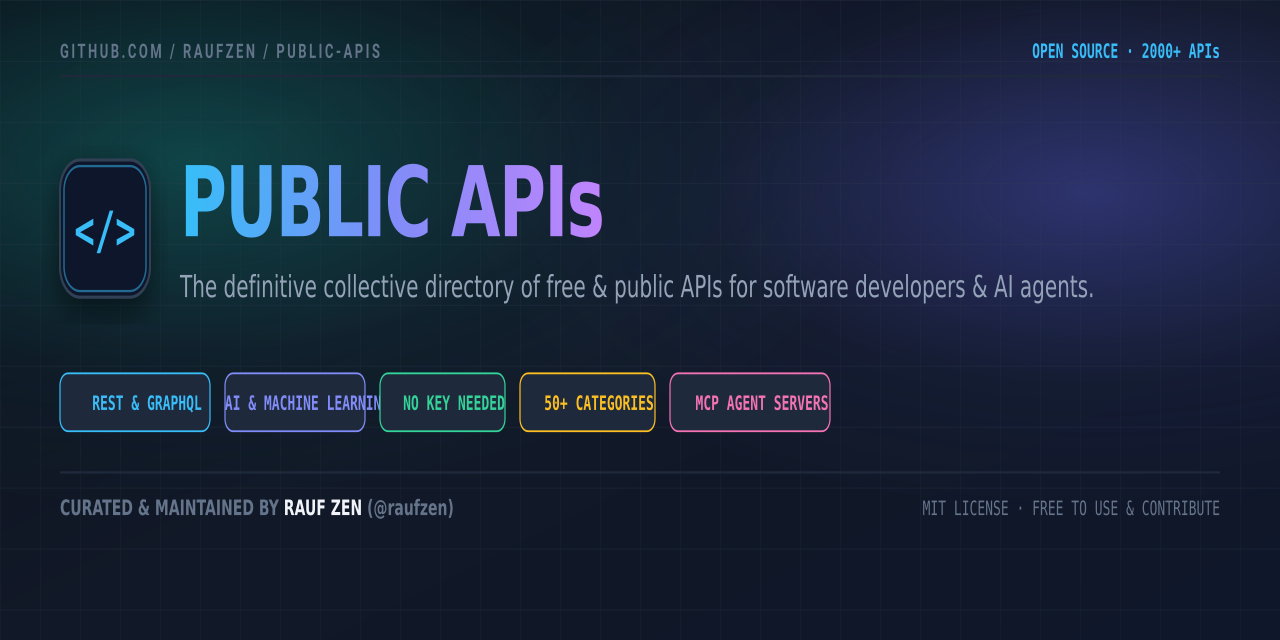 GITHUB.COM / RAUFZEN / PUBLIC-APIS
OPEN SOURCE · 2000+ APIs
</>
PUBLIC APIs
The definitive collective directory of free & public APIs for software developers & AI agents.
REST & GRAPHQL
AI & MACHINE LEARNIN
NO KEY NEEDED
50+ CATEGORIES
MCP AGENT SERVERS
CURATED & MAINTAINED BY RAUF ZEN (@raufzen)
MIT LICENSE · FREE TO USE & CONTRIBUTE